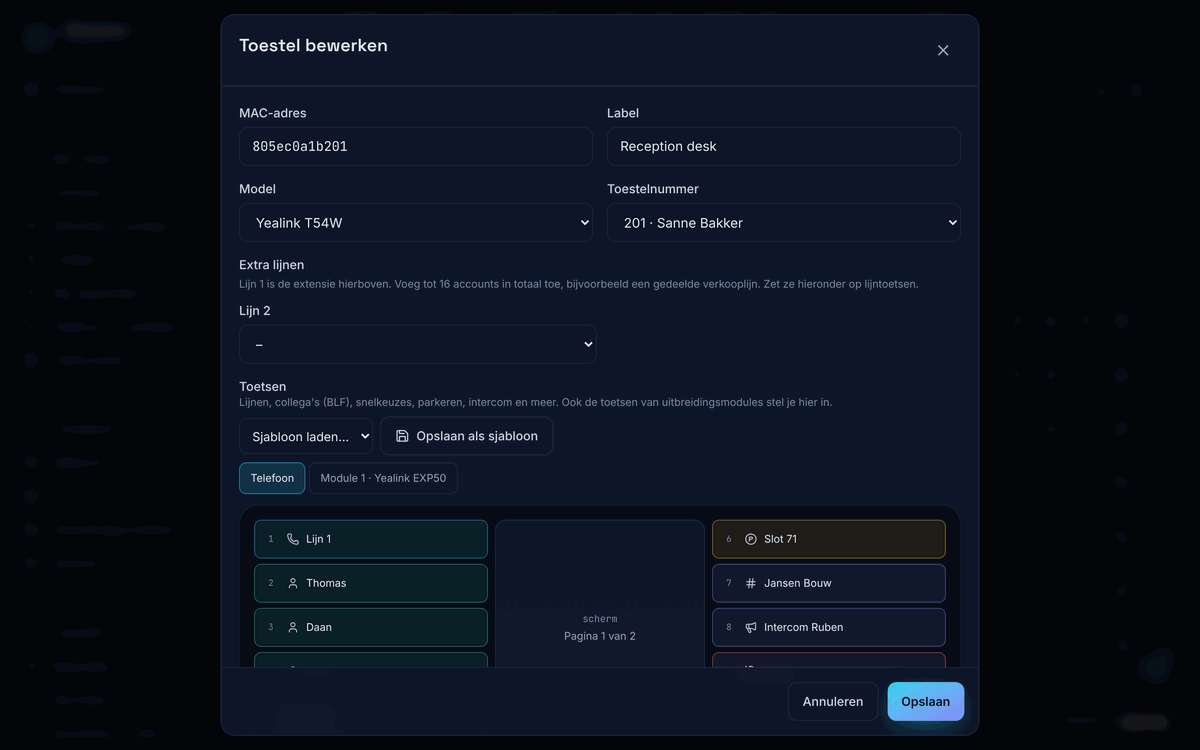 Toestel bewerken
MAC-adres
Label
805ec0a1b201
Reception desk
Model
Toestelnummer
Yealink T54W
201 · Sanne Bakker
Extra lijnen
Lijn 1 is de extensie hierboven. Voeg tot 16 accounts in totaal toe, bijvoorbeeld een gedeelde verkooplijn. Zet ze hieronder op lijntoetsen.
Lijn 2
–
Toetsen
Lijnen, collega's (BLF), snelkeuzes, parkeren, intercom en meer. Ook de toetsen van uitbreidingsmodules stel je hier in.
Sjabloon laden...
Opslaan als sjabloon
Telefoon
Module 1 · Yealink EXP50
1 Lijn 1
2 Thomas
3 Daan
scherm
Pagina 1 van 2
6 Slot 71
7 Jansen Bouw
8 Intercom Ruben
Annuleren
Opslaan